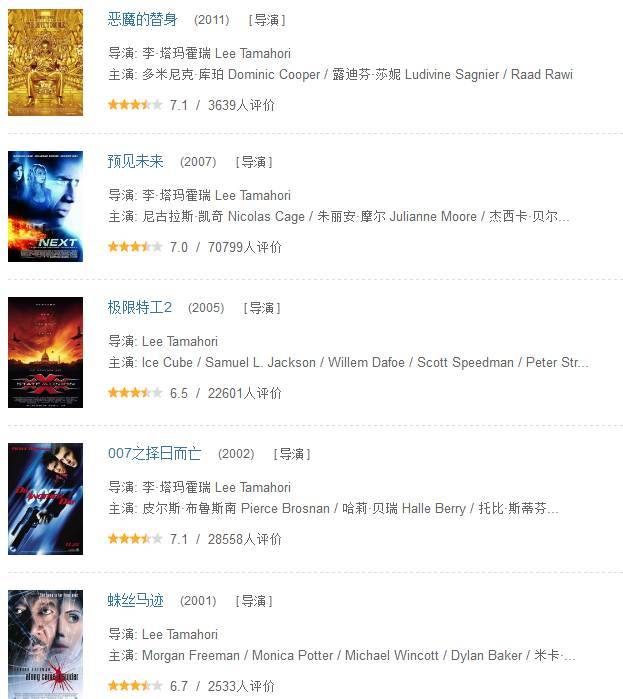 恶魔的替身 (2011) [导演]
导演: 李·塔玛霍瑞 Lee Tamahori
主演: 多米尼克·库珀 Dominic Cooper / 露迪芬·莎妮 Ludivine Sagnier / Raad Rawi
7.1 / 3639人评价
预见未来 (2007) [导演]
导演: 李·塔玛霍瑞 Lee Tamahori
主演: 尼古拉斯·凯奇 Nicolas Cage / 朱丽安·摩尔 Julianne Moore / 杰西卡·贝尔...
7.0 / 70799人评价
NEXT
极限特工2 (2005) [导演]
导演: Lee Tamahori
主演: Ice Cube / Samuel L. Jackson / Willem Dafoe / Scott Speedman / Peter Str...
6.5 / 22601人评价
STATE OF THE UNION
007之择日而亡 (2002) [导演]
导演: 李·塔玛霍瑞 Lee Tamahori
主演: 皮尔斯·布鲁斯南 Pierce Brosnan / 哈莉·贝瑞 Halle Berry / 托比·斯蒂芬...
7.1 / 28558人评价
蛛丝马迹 (2001) [导演]
导演: Lee Tamahori
主演: Morgan Freeman / Monica Potter / Michael Wincott / Dylan Baker / 米卡·...
6.7 / 2533人评价
along came a spider